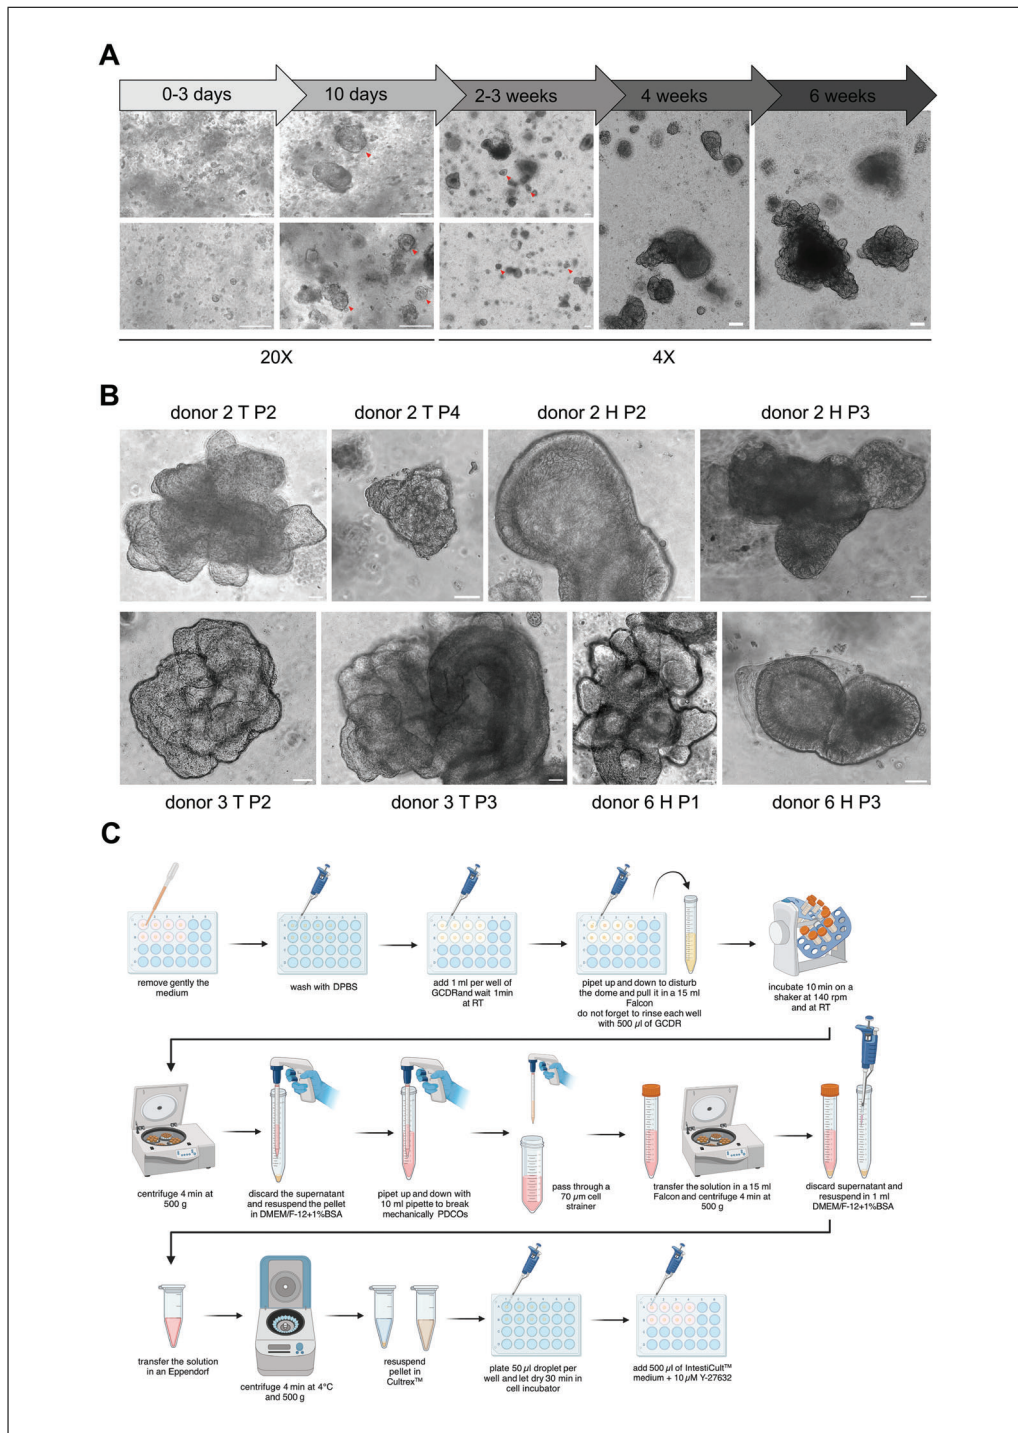 A
0-3 days
10 days
2-3 weeks
4 weeks
6 weeks
20X
4X
B
donor 2 T P2
donor 2 T P4
donor 2 H P2
donor 2 H P3
donor 3 T P2
donor 3 T P3
donor 6 H P1
donor 6 H P3
C
remove gently the
medium
wash with DPBS
add 1 ml per well of
GCDRand wait 1min
at RT
pipet up and down to disturb
the dome and pull it in a 15 ml
Falcon
do not forget to rinse each well
with 500 µl of GCDR
incubate 10 min on a
shaker at 140 rpm
and at RT
centrifuge 4 min at
500 g
discard the supernatant
and resuspend the pellet
in DMEM/F-12+1%BSA
pipet up and down with
10 ml pipette to break
mechanically PDCOs
pass through a
70 µm cell
strainer
transfer the solution in a 15 ml
Falcon and centrifuge 4 min at
500 g
discard supernatant and
resuspend in 1 ml
DMEM/F-12+1%BSA
transfer the solution
in an Eppendorf
centrifuge 4 min at 4°C
and 500 g
resuspend
pellet in
Cultrex™
plate 50 µl droplet per
well and let dry 30 min in
cell incubator
add 500 µl of IntestiCult™
medium + 10 µM Y-27632